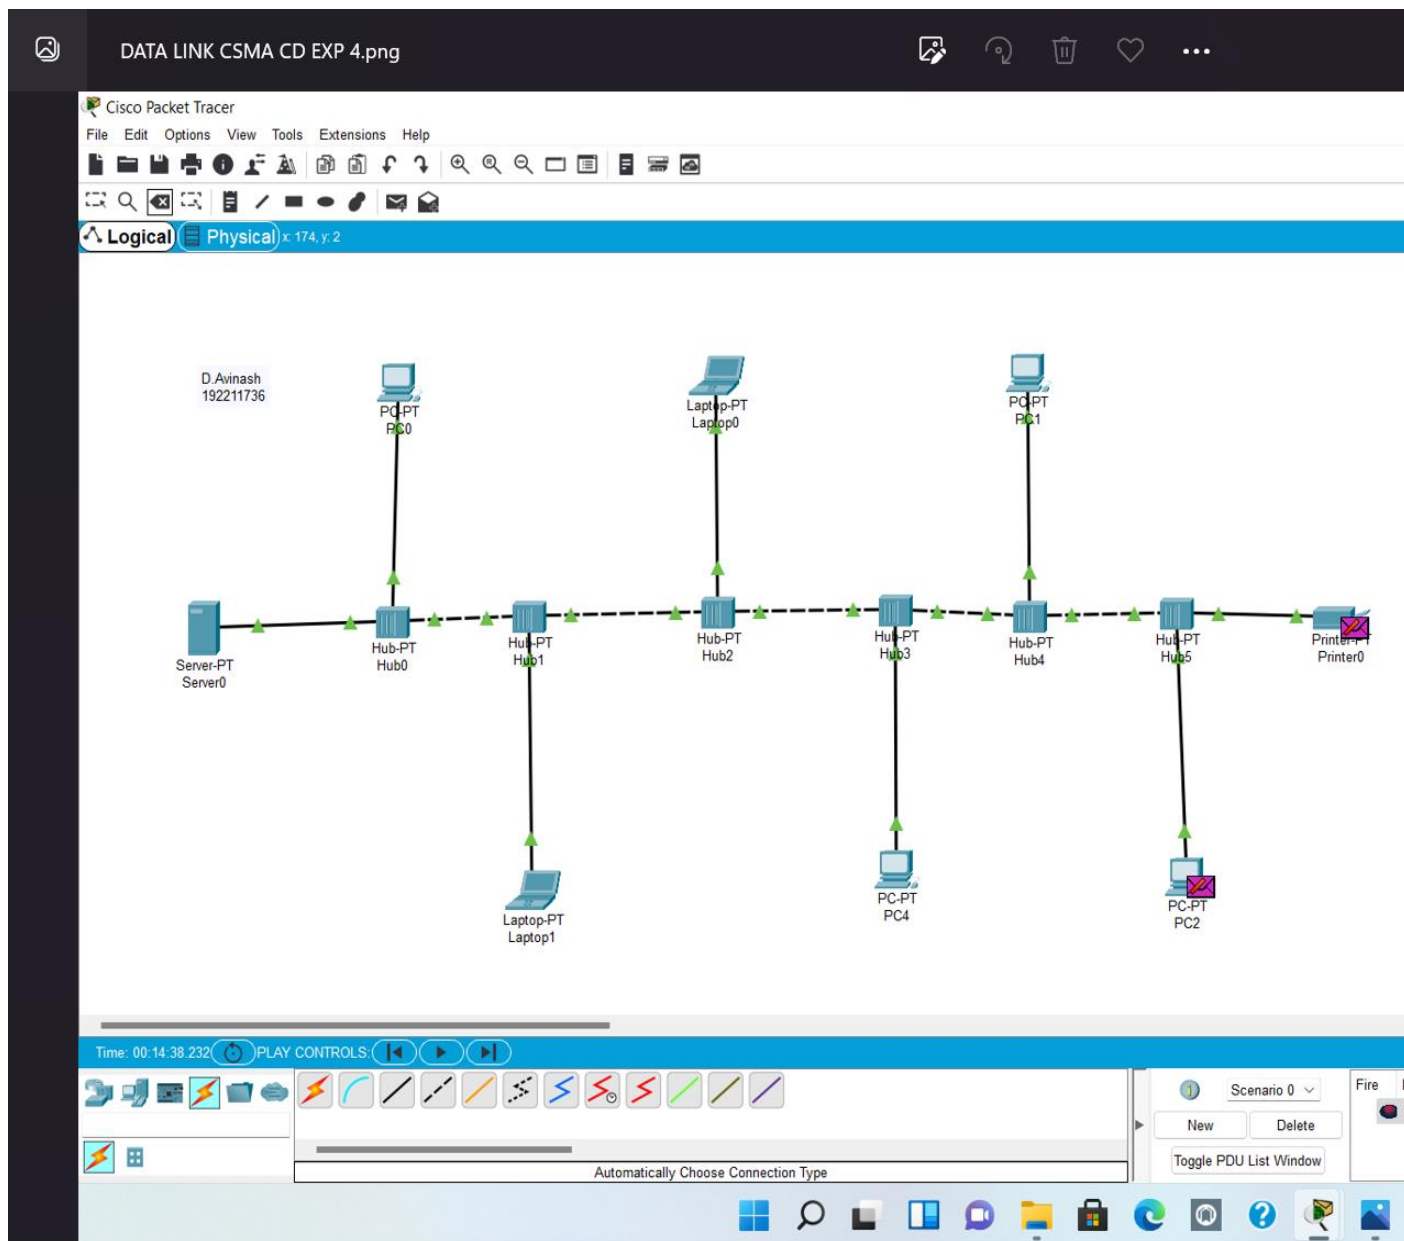 DATA LINK CSMA CD EXP 4.png
Cisco Packet Tracer
File Edit Options View Tools Extensions Help
Logical Physical x: 174, y: 2
D.Avinash
192211736
PC-PT
PC0
Laptop-PT
Laptop0
PC-PT
PC1
Server-PT
Server0
Hub-PT
Hub0
Hub-PT
Hub1
Hub-PT
Hub2
Hub-PT
Hub3
Hub-PT
Hub4
Hub-PT
Hub5
Printer-PT
Printer0
Laptop-PT
Laptop1
PC-PT
PC4
PC-PT
PC2
Time: 00:14:38.232 PLAY CONTROLS:
Scenario 0 Fire
New Delete
Toggle PDU List Window
Automatically Choose Connection Type